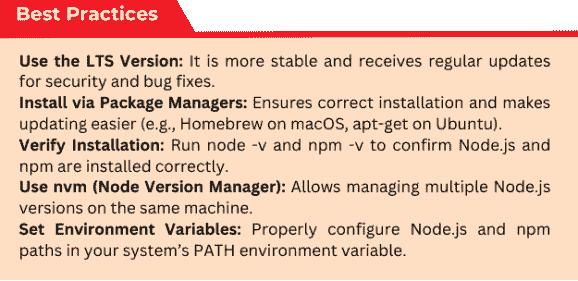 Best Practices
Use the LTS Version: It is more stable and receives regular updates
for security and bug fixes.
Install via Package Managers: Ensures correct installation and makes
updating easier (e.g., Homebrew on macOS, apt-get on Ubuntu).
Verify Installation: Run node -v and npm -v to confirm Node.js and
npm are installed correctly.
Use nvm (Node Version Manager): Allows managing multiple Node.js
versions on the same machine.
Set Environment Variables: Properly configure Node.js and npm
paths in your system’s PATH environment variable.